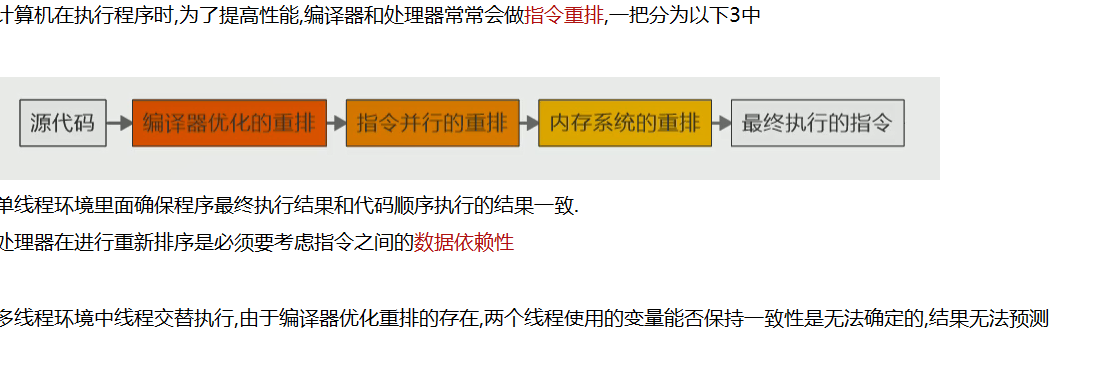 计算机在执行程序时,为了提高性能,编译器和处理器常常会做指令重排,一把分为以下3中
源代码 编译器优化的重排 指令并行的重排 内存系统的重排 最终执行的指令
单线程环境里面确保程序最终执行结果和代码顺序执行的结果一致.
处理器在进行重新排序是必须要考虑指令之间的数据依赖性
多线程环境中线程交替执行,由于编译器优化重排的存在,两个线程使用的变量能否保持一致性是无法确定的,结果无法预测